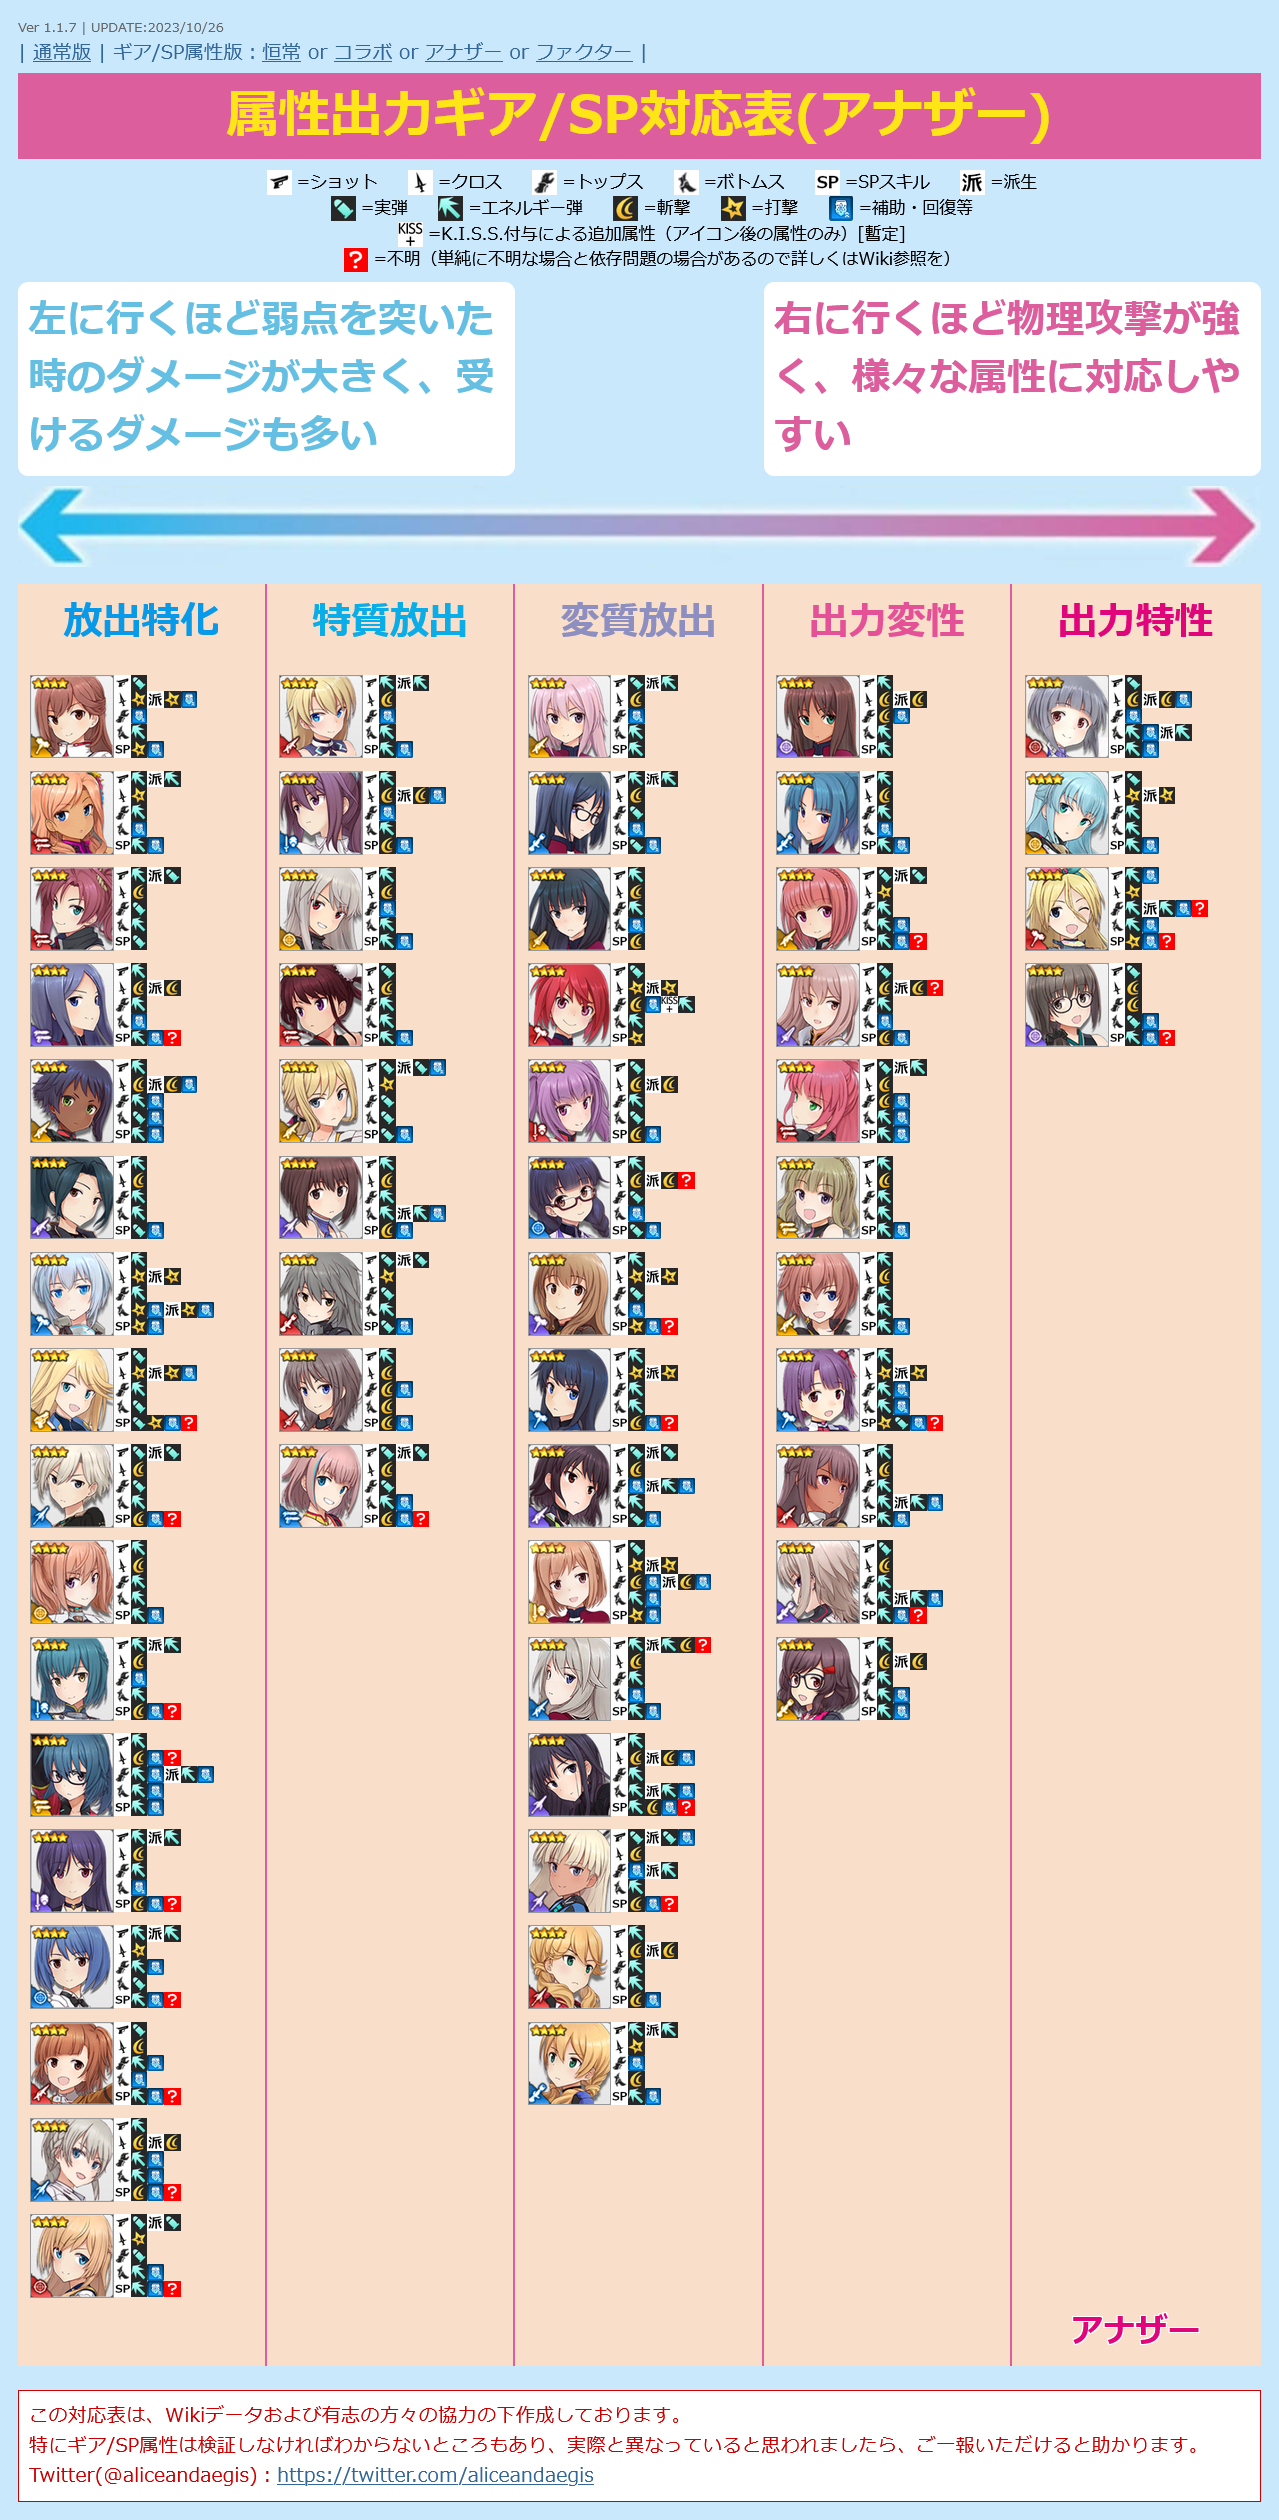 Ver 1.1.7 | UPDATE:2023/10/26
| 通常版 | ギア/SP属性版：恒常 or コラボ or アナザー or ファクター |
属性出力ギア/SP対応表(アナザー)
=ショット =クロス =トップス =ボトムス SP =SPスキル 派 =派生
=実弾 =エネルギー弾 =斬撃 =打撃 =補助・回復等
KISS+ =K.I.S.S.付与による追加属性（アイコン後の属性のみ）[暫定]
? =不明（単純に不明な場合と依存問題の場合があるので詳しくはWiki参照を）
左に行くほど弱点を突いた
時のダメージが大きく、受
けるダメージも多い
右に行くほど物理攻撃が強
く、様々な属性に対応しや
すい
放出特化 特質放出 変質放出 出力変性 出力特性
アナザー
この対応表は、Wikiデータおよび有志の方々の協力の下作成しております。
特にギア/SP属性は検証しなければわからないところもあり、実際と異なっていると思われましたら、ご一報いただけると助かります。
Twitter(@aliceandaegis)：https://twitter.com/aliceandaegis